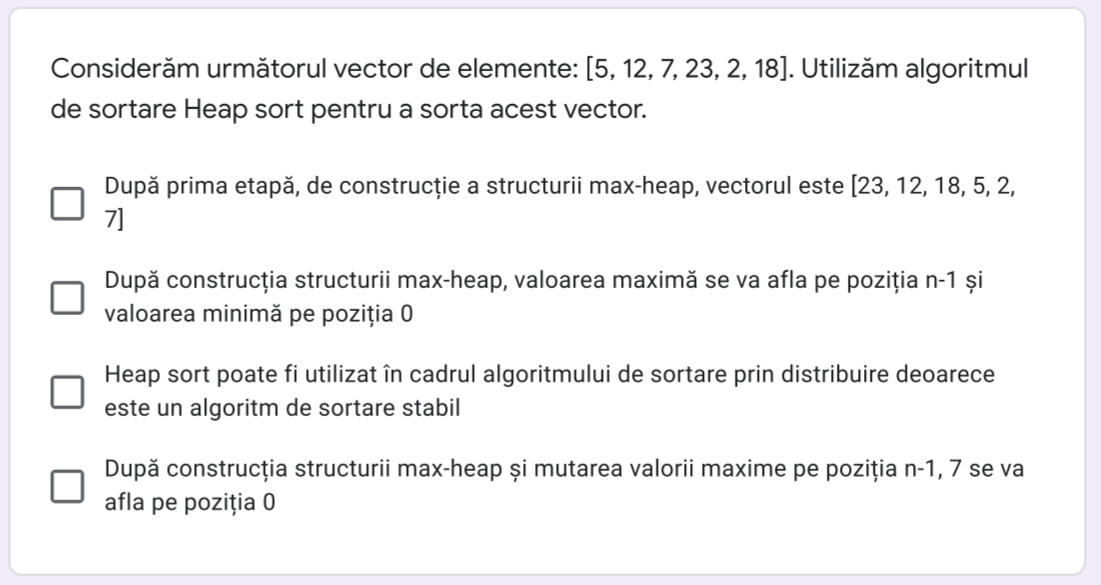 Considerăm următorul vector de elemente: [5, 12, 7, 23, 2, 18]. Utilizăm algoritmul
de sortare Heap sort pentru a sorta acest vector.
După prima etapă, de construcție a structurii max-heap, vectorul este [23, 12, 18, 5, 2,
7]
După construcția structurii max-heap, valoarea maximă se va afla pe poziția n-1 și
valoarea minimă pe poziția 0
Heap sort poate fi utilizat în cadrul algoritmului de sortare prin distribuire deoarece
este un algoritm de sortare stabil
După construcția structurii max-heap și mutarea valorii maxime pe poziția n-1, 7 se va
afla pe poziția 0